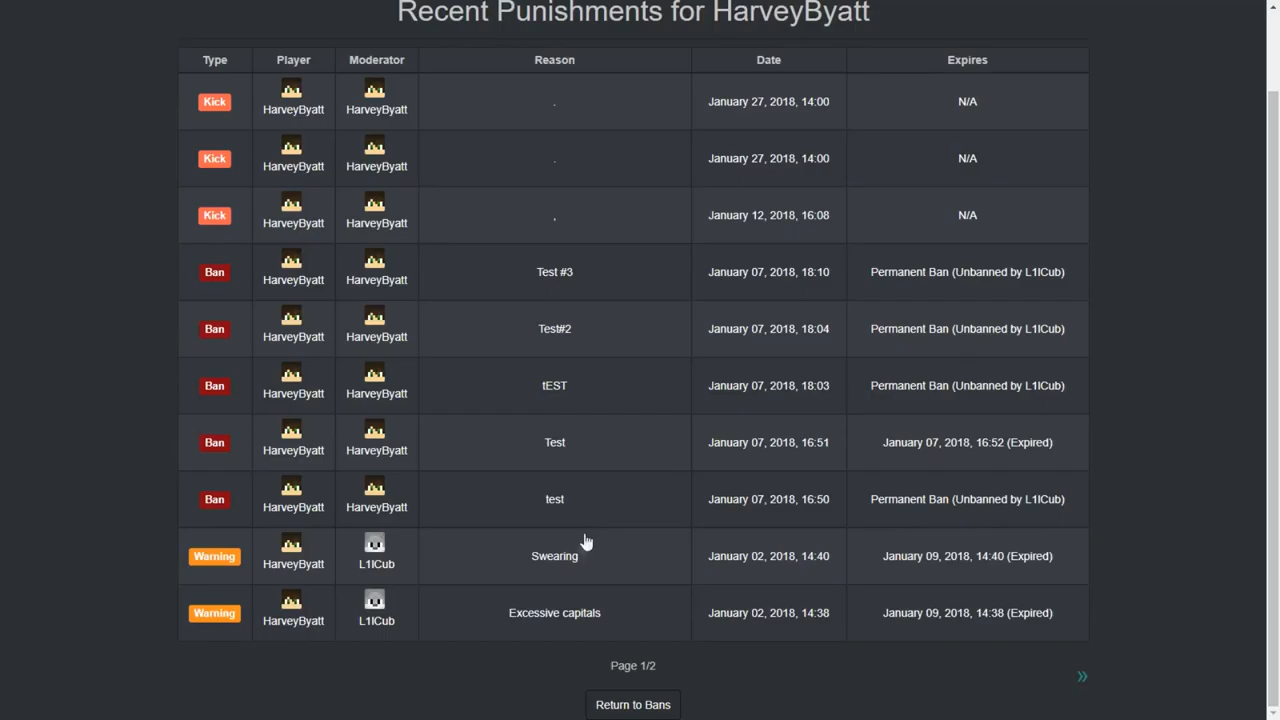 Recent Punishments for HarveyByatt
Type Player Moderator Reason Date Expires
Kick HarveyByatt HarveyByatt . January 27, 2018, 14:00 N/A
Kick HarveyByatt HarveyByatt . January 27, 2018, 14:00 N/A
Kick HarveyByatt HarveyByatt , January 12, 2018, 16:08 N/A
Ban HarveyByatt HarveyByatt Test #3 January 07, 2018, 18:10 Permanent Ban (Unbanned by L1lCub)
Ban HarveyByatt HarveyByatt Test#2 January 07, 2018, 18:04 Permanent Ban (Unbanned by L1lCub)
Ban HarveyByatt HarveyByatt tEST January 07, 2018, 18:03 Permanent Ban (Unbanned by L1lCub)
Ban HarveyByatt HarveyByatt Test January 07, 2018, 16:51 January 07, 2018, 16:52 (Expired)
Ban HarveyByatt HarveyByatt test January 07, 2018, 16:50 Permanent Ban (Unbanned by L1lCub)
Warning HarveyByatt L1lCub Swearing January 02, 2018, 14:40 January 09, 2018, 14:40 (Expired)
Warning HarveyByatt L1lCub Excessive capitals January 02, 2018, 14:38 January 09, 2018, 14:38 (Expired)
Page 1/2
»
Return to Bans